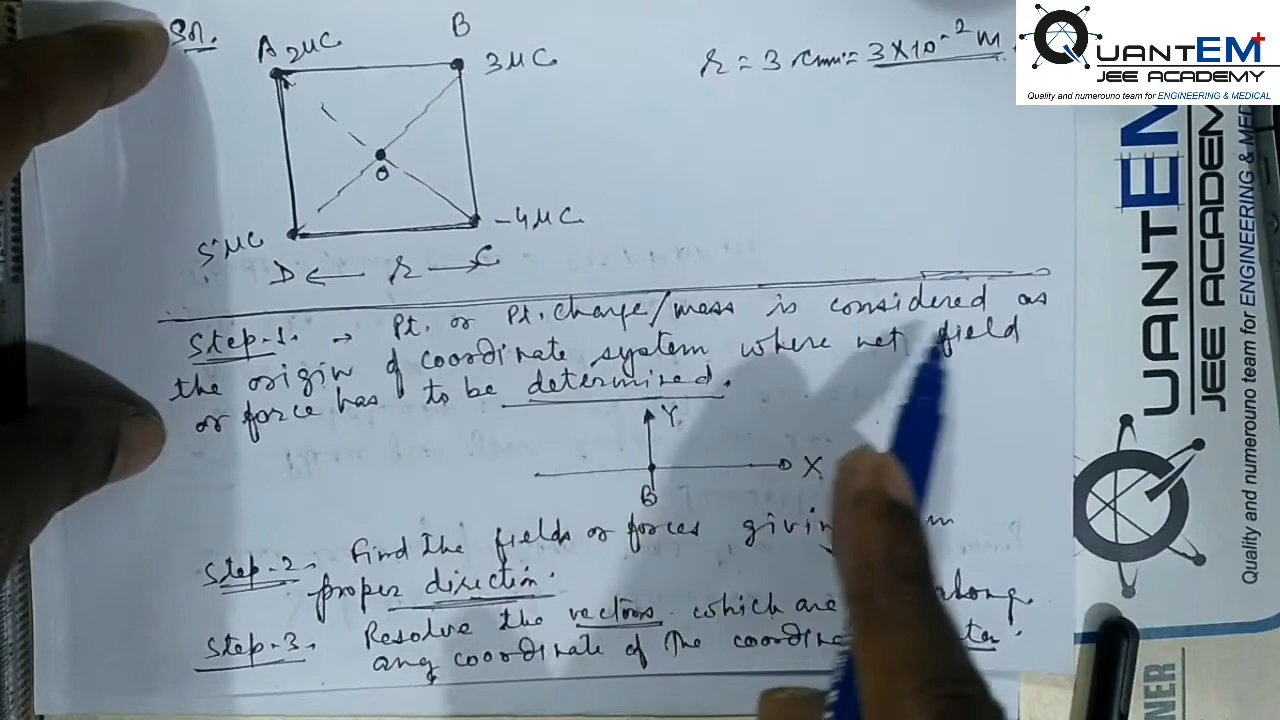 Sol.
A 2μC
B
3μC
r = 3 cm = 3×10⁻² m
O
-4μC
5μC
D ← r → C
Step-1. → Pt. or Pt. charge/mass is considered as
the origin of coordinate system where net field
or force has to be determined.
Y
X
B
Step-2. Find the fields or forces giving
proper direction.
Step-3. Resolve the vectors which are along
any coordinate of the
QUANTEM+
JEE ACADEMY
Quality and numerouno team for ENGINEERING & MEDICAL
QUANTEM
JEE ACADEMY
Quality and numerouno team for ENGINEERING & MED